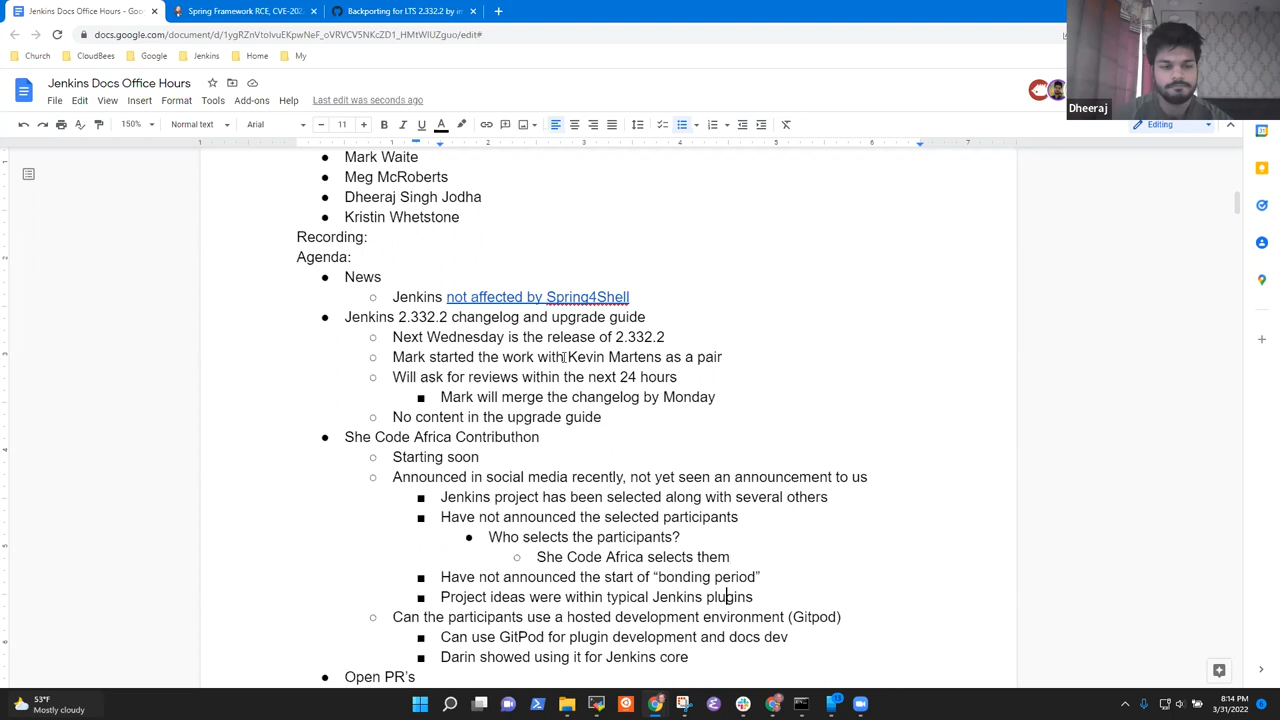 Jenkins Docs Office Hours - Goo
Spring Framework RCE, CVE-202
Backporting for LTS 2.332.2 by m
docs.google.com/document/d/1ygRZnVtoIvuEKpwNeF_oVRVCV5NKcZD1_HMtWIUZguo/edit#
Church
CloudBees
Google
Jenkins
Home
My
Dheeraj
Jenkins Docs Office Hours
File Edit View Insert Format Tools Add-ons Help Last edit was seconds ago
150% Normal text Arial 11 Editing
Mark Waite
Meg McRoberts
Dheeraj Singh Jodha
Kristin Whetstone
Recording:
Agenda:
News
Jenkins not affected by Spring4Shell
Jenkins 2.332.2 changelog and upgrade guide
Next Wednesday is the release of 2.332.2
Mark started the work with Kevin Martens as a pair
Will ask for reviews within the next 24 hours
Mark will merge the changelog by Monday
No content in the upgrade guide
She Code Africa Contributhon
Starting soon
Announced in social media recently, not yet seen an announcement to us
Jenkins project has been selected along with several others
Have not announced the selected participants
Who selects the participants?
She Code Africa selects them
Have not announced the start of “bonding period”
Project ideas were within typical Jenkins plugins
Can the participants use a hosted development environment (Gitpod)
Can use GitPod for plugin development and docs dev
Darin showed using it for Jenkins core
Open PR's
53°F
Mostly cloudy
8:14 PM
3/31/2022